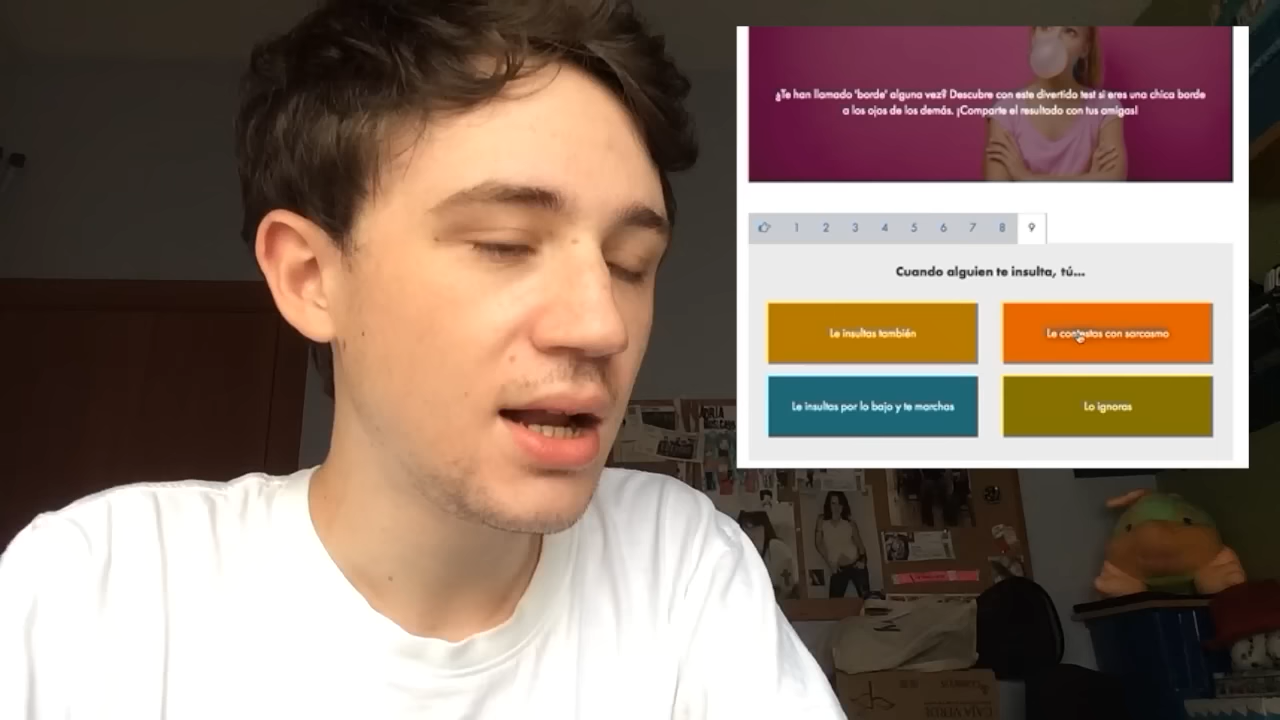 ¿Te han llamado 'borde' alguna vez? Descubre con este divertido test si eres una chica borde
a los ojos de los demás. ¡Comparte el resultado con tus amigas!
1 2 3 4 5 6 7 8 9
Cuando alguien te insulta, tú...
Le insultas también
Le contestas con sarcasmo
Le insultas por lo bajo y te marchas
Lo ignoras